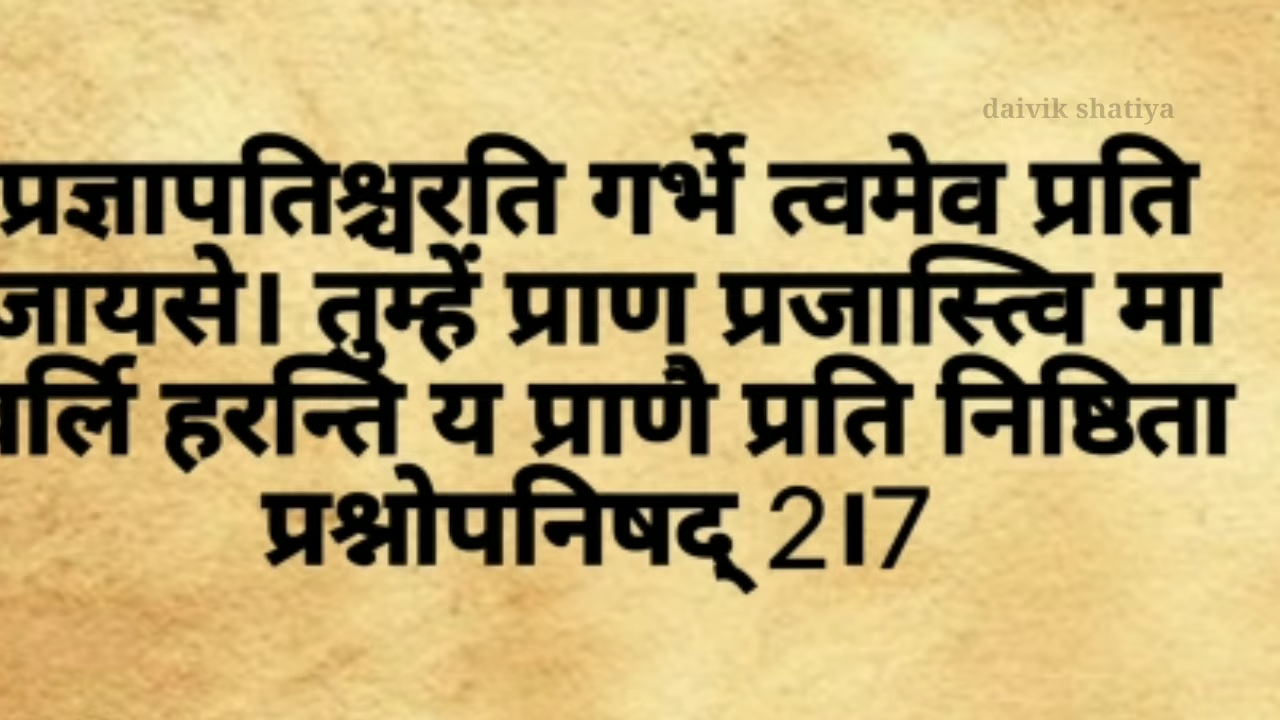 daivik shatiya
प्रज्ञापतिश्चरति गर्भे त्वमेव प्रति
जायसे। तुम्हें प्राण प्रजास्त्वि मा
हरन्ति य प्राणै प्रति निष्ठिता
प्रश्नोपनिषद् 2।7